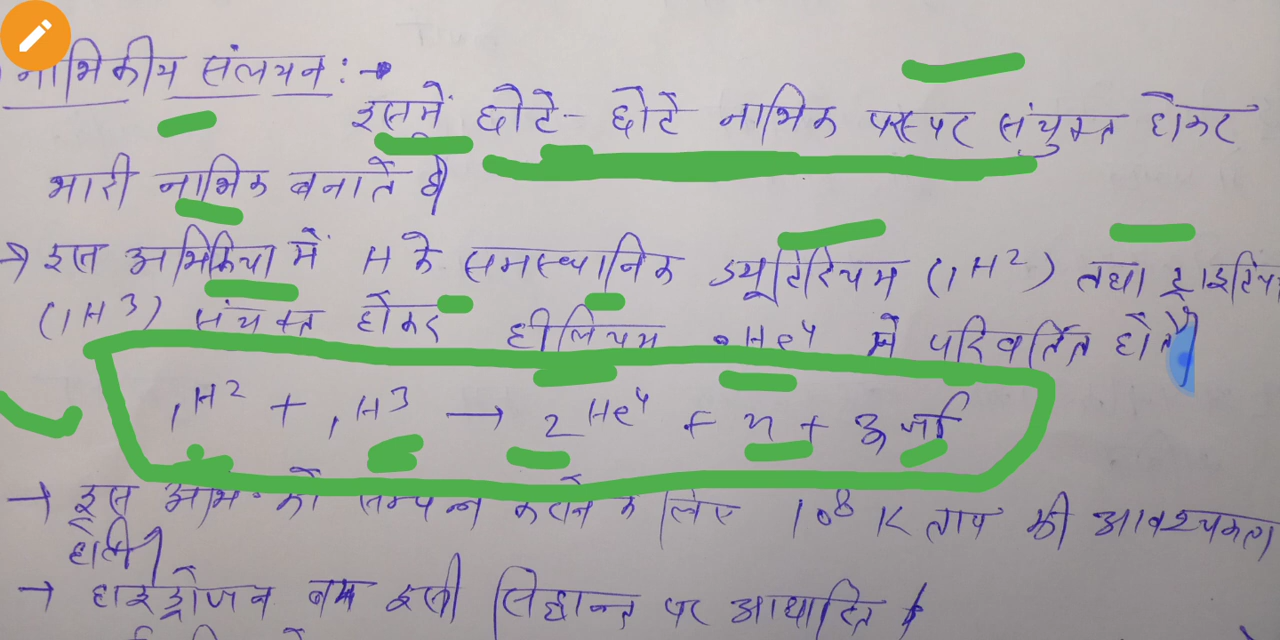 नाभिकीय संलयन :→
इसमें छोटे- छोटे नाभिक परस्पर संयुक्त होकर
भारी नाभिक बनाते है।
→ इस अभिक्रिया में H के समस्थानिक ड्यूटिरियम (₁H²) तथा ट्राइटियम
(₁H³) संयुक्त होकर हीलियम ₂He⁴ में परिवर्तित होते
₁H² + ₁H³ → ₂He⁴ + n + ऊर्जा
→ इस अभि॰ को सम्पन्न कराने के लिए 10⁸ K ताप की आवश्यकता
होती।
→ हाइड्रोजन बम इसी सिद्धान्त पर आधारित